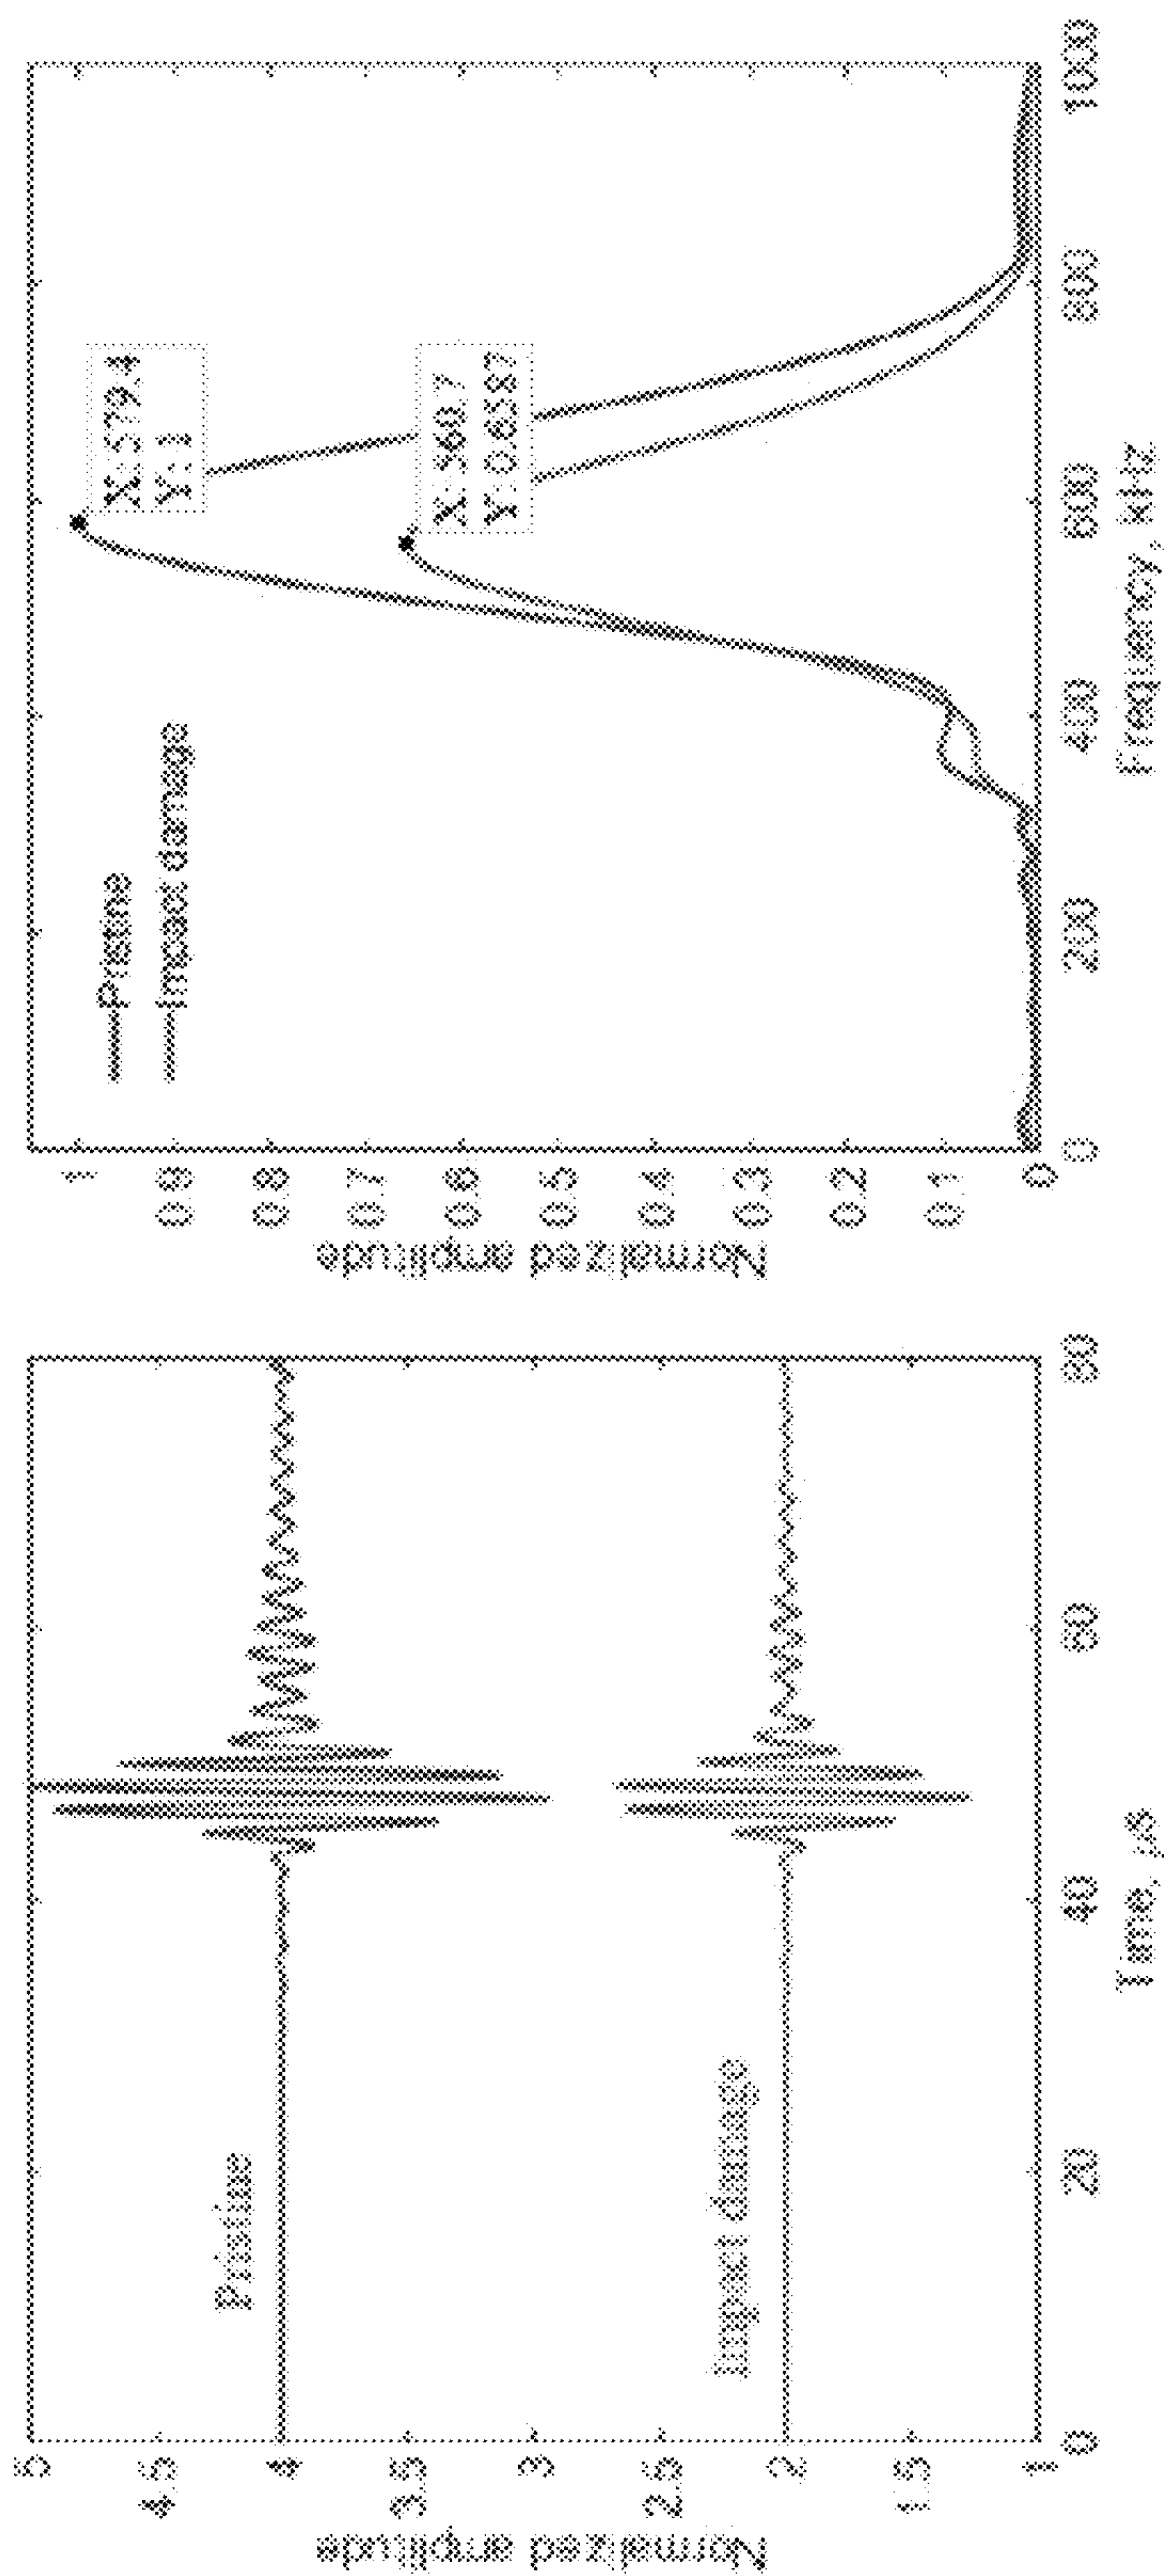 Normalized amplitude
5
4.5
4
3.5
3
2.5
2
1.5
1
Pristine
Impact damage
0
20
40
60
80
Time, µs
Normalized amplitude
1
0.9
0.8
0.7
0.6
0.5
0.4
0.3
0.2
0.1
0
Pristine
Impact damage
X: 579.4
Y: 1
X: 560.7
Y: 0.6587
0
200
400
600
800
1000
Frequency, kHz